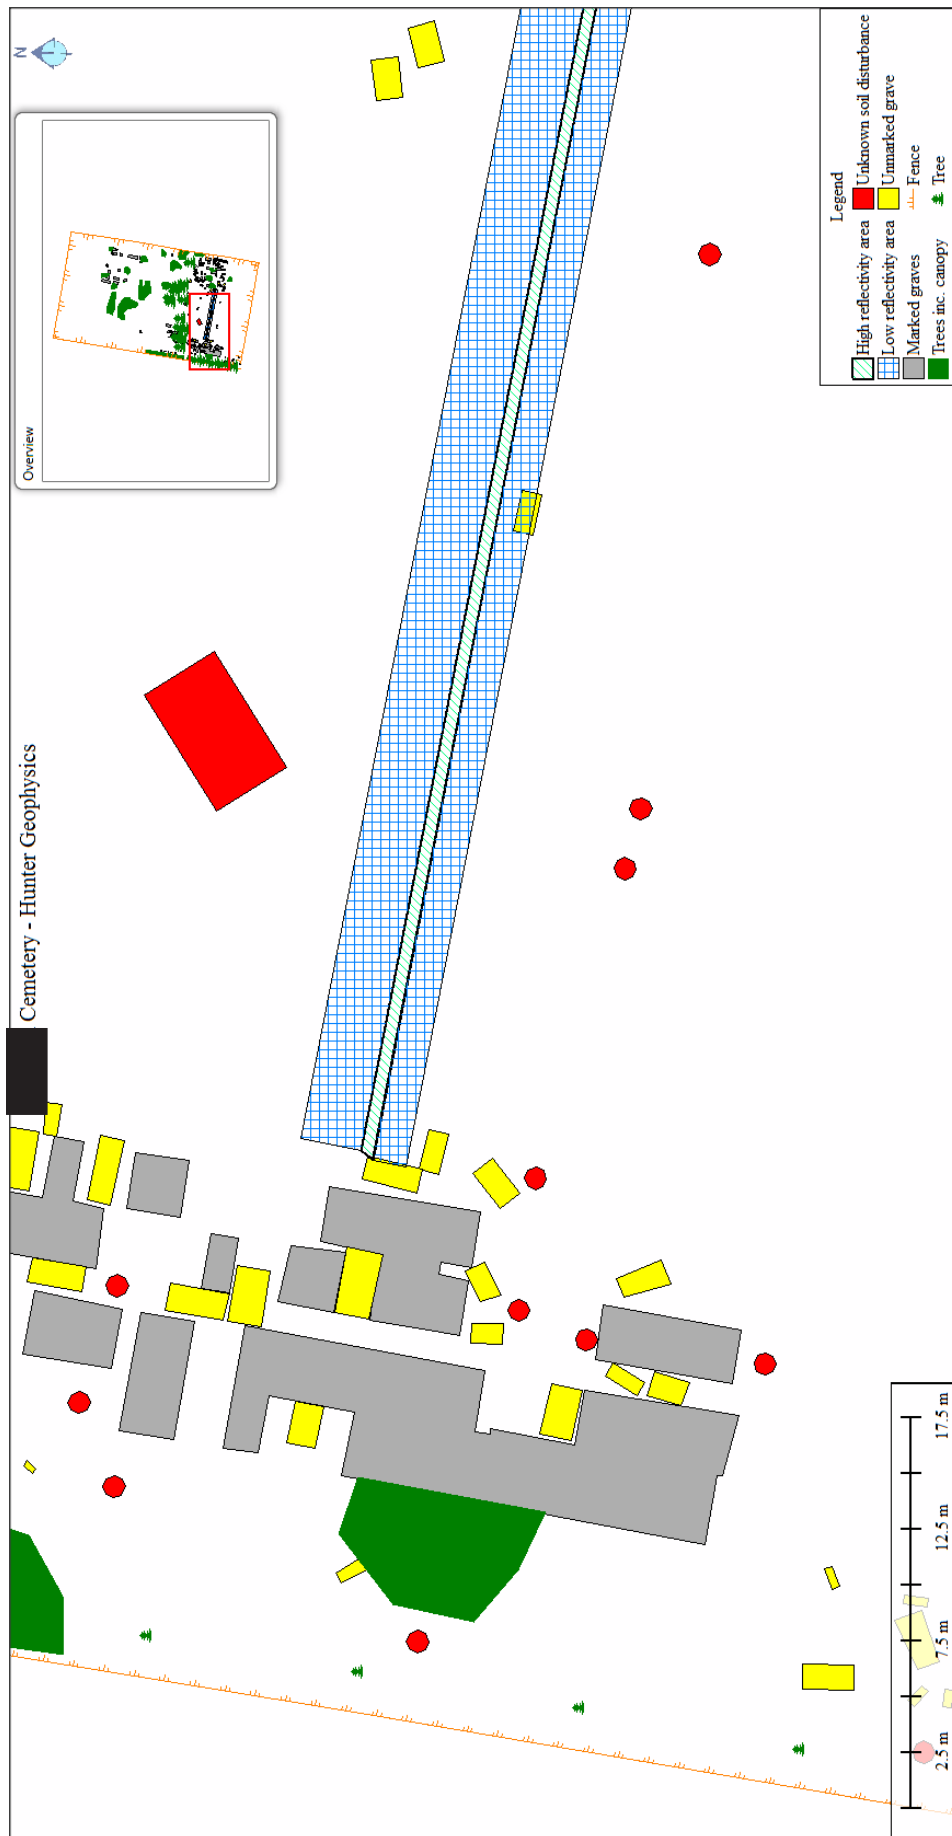 Cemetery - Hunter Geophysics
N
Overview
Legend
High reflectivity area
Unknown soil disturbance
Low reflectivity area
Unmarked grave
Marked graves
Fence
Trees inc. canopy
Tree
2.5 m
7.5 m
12.5 m
17.5 m